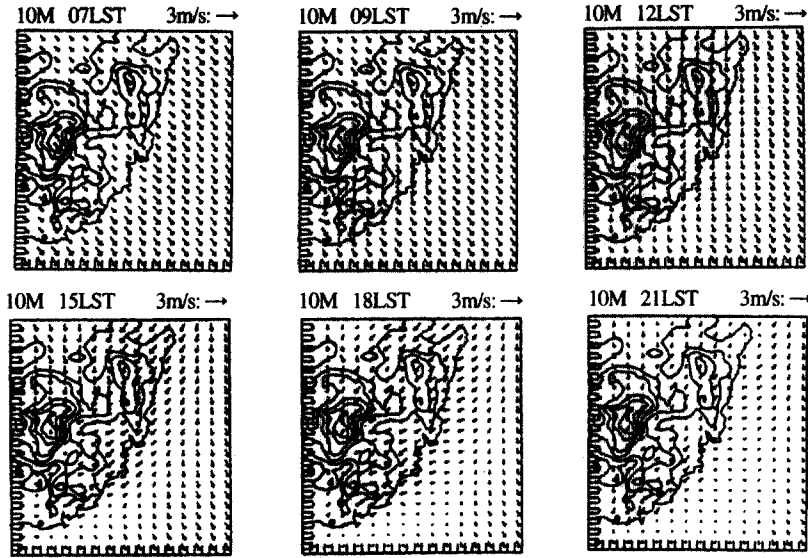 10M 07LST 3m/s: →
10M 09LST 3m/s: →
10M 12LST 3m/s: →
10M 15LST 3m/s: →
10M 18LST 3m/s: →
10M 21LST 3m/s: →